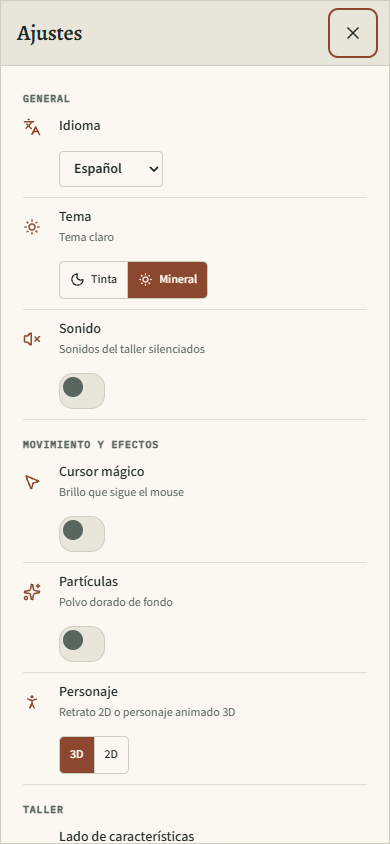 Ajustes
GENERAL
Idioma
Español
Tema
Tema claro
Tinta Mineral
Sonido
Sonidos del taller silenciados
MOVIMIENTO Y EFECTOS
Cursor mágico
Brillo que sigue el mouse
Partículas
Polvo dorado de fondo
Personaje
Retrato 2D o personaje animado 3D
3D 2D
TALLER
Lado de características